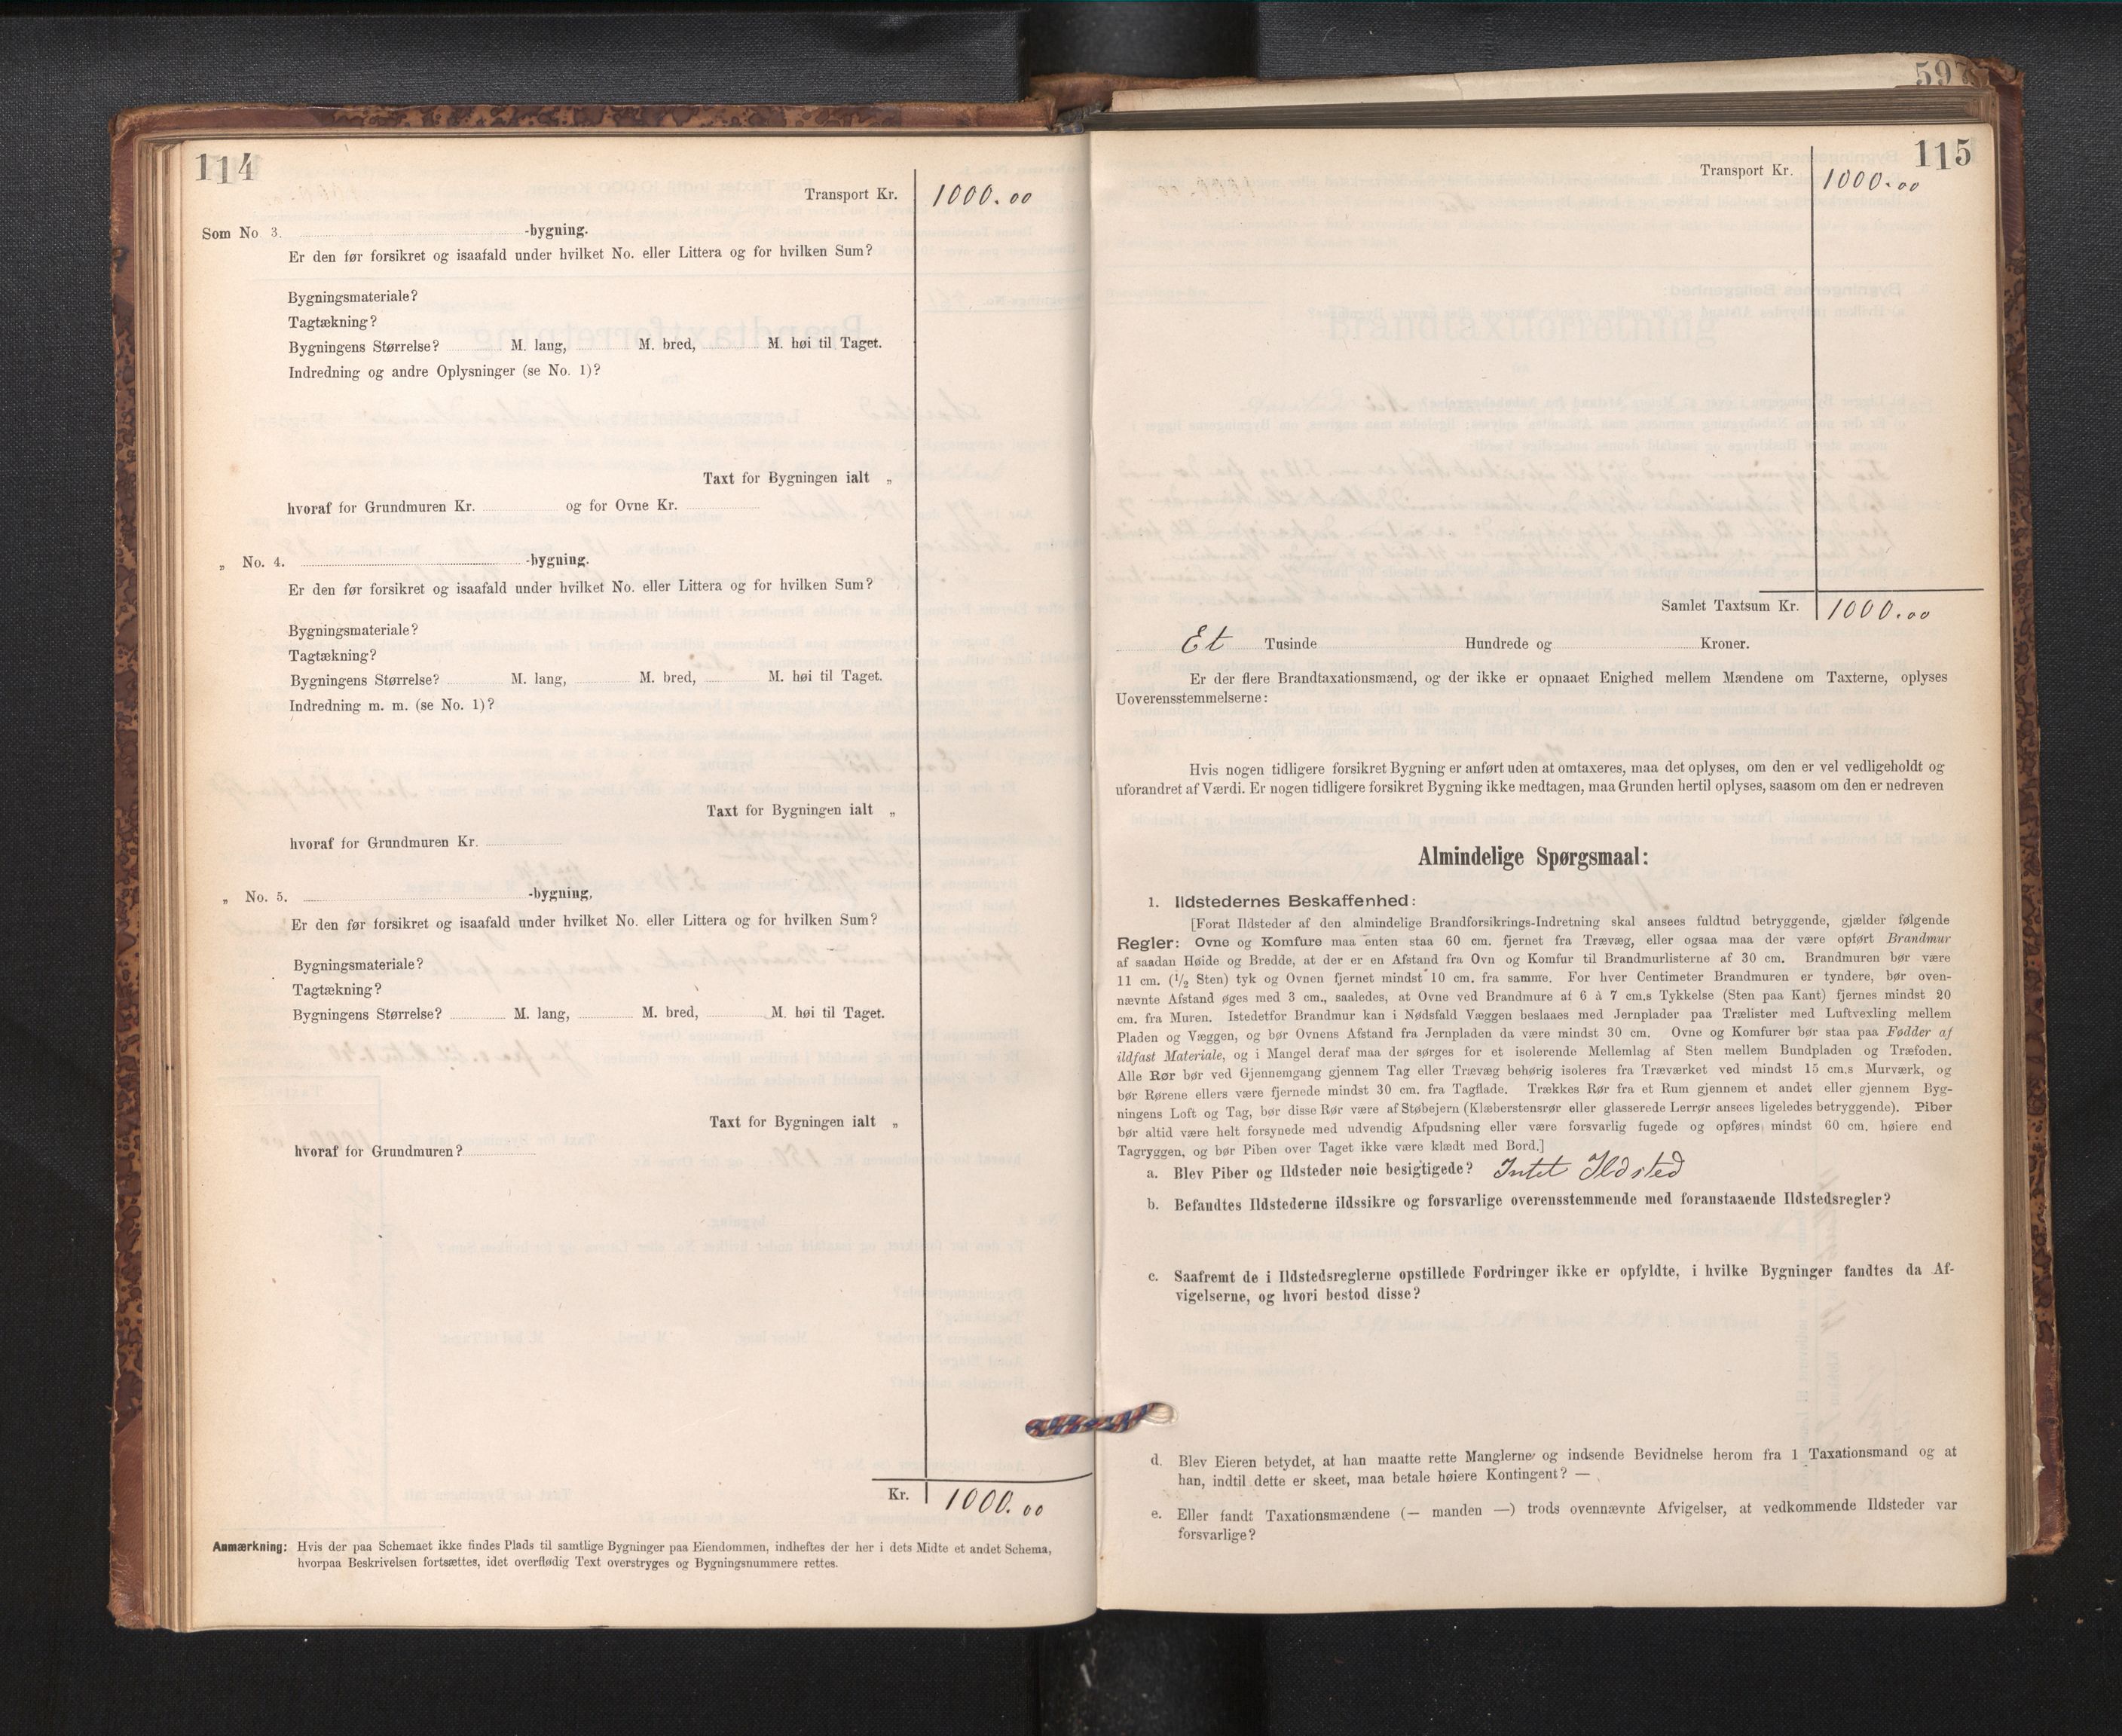 114
Transport Kr. 1000.00
Som No 3. -bygning.
Er den før forsikret og isaafald under hvilket No. eller Littera og for hvilken Sum?
Bygningsmateriale?
Tagtækning?
Bygningens Størrelse? M. lang, M. bred, M. høi til Taget.
Indredning og andre Oplysninger (se No. 1)?
Taxt for Bygningen ialt „
hvoraf for Grundmuren Kr. og for Ovne Kr.
„ No. 4. -bygning.
Er den før forsikret og isaafald under hvilket No. eller Littera og for hvilken Sum?
Bygningsmateriale?
Tagtækning?
Bygningens Størrelse? M. lang, M. bred, M. høi til Taget.
Indredning m. m. (se No. 1)?
Taxt for Bygningen ialt „
hvoraf for Grundmuren Kr.
„ No. 5. -bygning,
Er den før forsikret og isaafald under hvilket No. eller Littera og for hvilken Sum?
Bygningsmateriale?
Tagtækning?
Bygningens Størrelse? M. lang, M. bred, M. høi til Taget.
Taxt for Bygningen ialt „
hvoraf for Grundmuren?
Kr. 1000.00
Anmærkning: Hvis der paa Schemaet ikke findes Plads til samtlige Bygninger paa Eiendommen, indheftes der her i dets Midte et andet Schema,
hvorpaa Beskrivelsen fortsættes, idet overflødig Text overstryges og Bygningsnummere rettes.
597
115
Transport Kr. 1000.00
Samlet Taxtsum Kr. 1000.00
Et Tusinde Hundrede og Kroner.
Er der flere Brandtaxationsmænd, og der ikke er opnaaet Enighed mellem Mændene om Taxterne, oplyses
Uoverensstemmelserne:
Hvis nogen tidligere forsikret Bygning er anført uden at omtaxeres, maa det oplyses, om den er vel vedligeholdt og
uforandret af Værdi. Er nogen tidligere forsikret Bygning ikke medtagen, maa Grunden hertil oplyses, saasom om den er nedreven
Almindelige Spørgsmaal:
1. Ildstedernes Beskaffenhed:
[Forat Ildsteder af den almindelige Brandforsikrings-Indretning skal ansees fuldtud betryggende, gjælder følgende
Regler: Ovne og Komfure maa enten staa 60 cm. fjernet fra Trævæg, eller ogsaa maa der være opført Brandmur
af saadan Høide og Bredde, at der er en Afstand fra Ovn og Komfur til Brandmurlisterne af 30 cm. Brandmuren bør være
11 cm. (1/2 Sten) tyk og Ovnen fjernet mindst 10 cm. fra samme. For hver Centimeter Brandmuren er tyndere, bør oven-
nævnte Afstand øges med 3 cm., saaledes, at Ovne ved Brandmure af 6 à 7 cm.s Tykkelse (Sten paa Kant) fjernes mindst 20
cm. fra Muren. Istedetfor Brandmur kan i Nødsfald Væggen beslaaes med Jernplader paa Trælister med Luftvexling mellem
Pladen og Væggen, og bør Ovnens Afstand fra Jernpladen da være mindst 30 cm. Ovne og Komfurer bør staa paa Fødder af
ildfast Materiale, og i Mangel deraf maa der sørges for et isolerende Mellemlag af Sten mellem Bundpladen og Træfoden.
Alle Rør bør ved Gjennemgang gjennem Tag eller Trævæg behørig isoleres fra Træværket ved mindst 15 cm.s Murværk, og
bør Rørene ellers være fjernede mindst 30 cm. fra Tagflade. Trækkes Rør fra et Rum gjennem et andet eller gjennem Byg-
ningens Loft og Tag, bør disse Rør være af Støbejern (Klæberstensrør eller glasserede Lerrør ansees ligeledes betryggende). Piber
bør altid være helt forsynede med udvendig Afpudsning eller være forsvarlig fugede og opføres mindst 60 cm. høiere end
Tagryggen, og bør Piben over Taget ikke være klædt med Bord.]
a. Blev Piber og Ildsteder nøie besigtigede? Intet Ildsted
b. Befandtes Ildstederne ildssikre og forsvarlige overensstemmende med foranstaaende Ildstedsregler?
c. Saafremt de i Ildstedsreglerne opstillede Fordringer ikke er opfyldte, i hvilke Bygninger fandtes da Af-
vigelserne, og hvori bestod disse?
d. Blev Eieren betydet, at han maatte rette Manglerne og indsende Bevidnelse herom fra 1 Taxationsmand og at
han, indtil dette er skeet, maa betale høiere Kontingent? —
e. Eller fandt Taxationsmændene (— manden —) trods ovennævnte Afvigelser, at vedkommende Ildsteder var
forsvarlige?